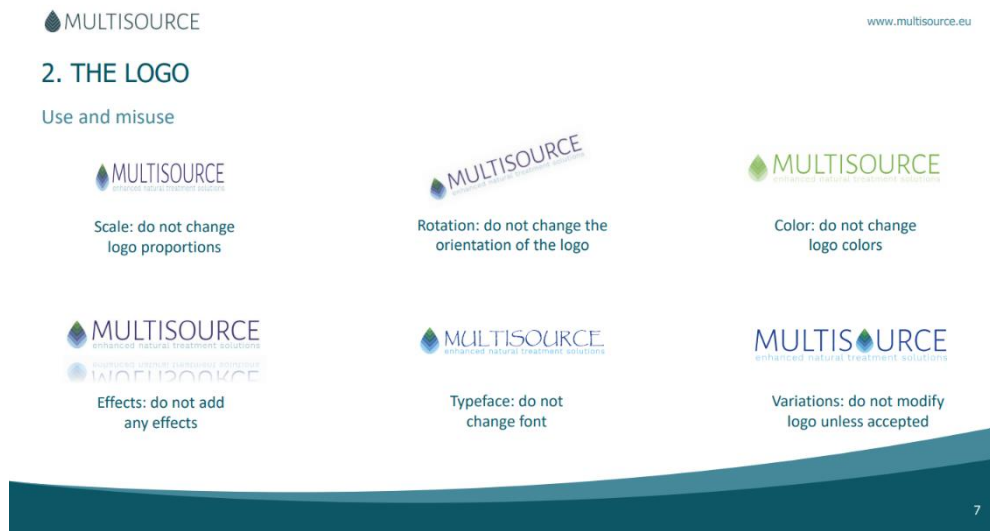 MULTISOURCE
www.multisource.eu
2. THE LOGO
Use and misuse
MULTISOURCE
enhanced natural treatment solutions
Scale: do not change
logo proportions
MULTISOURCE
enhanced natural treatment solutions
Rotation: do not change the
orientation of the logo
MULTISOURCE
enhanced natural treatment solutions
Color: do not change
logo colors
MULTISOURCE
enhanced natural treatment solutions
Effects: do not add
any effects
MULTISOURCE
enhanced natural treatment solutions
Typeface: do not
change font
MULTIS URCE
enhanced natural treatment solutions
Variations: do not modify
logo unless accepted
7